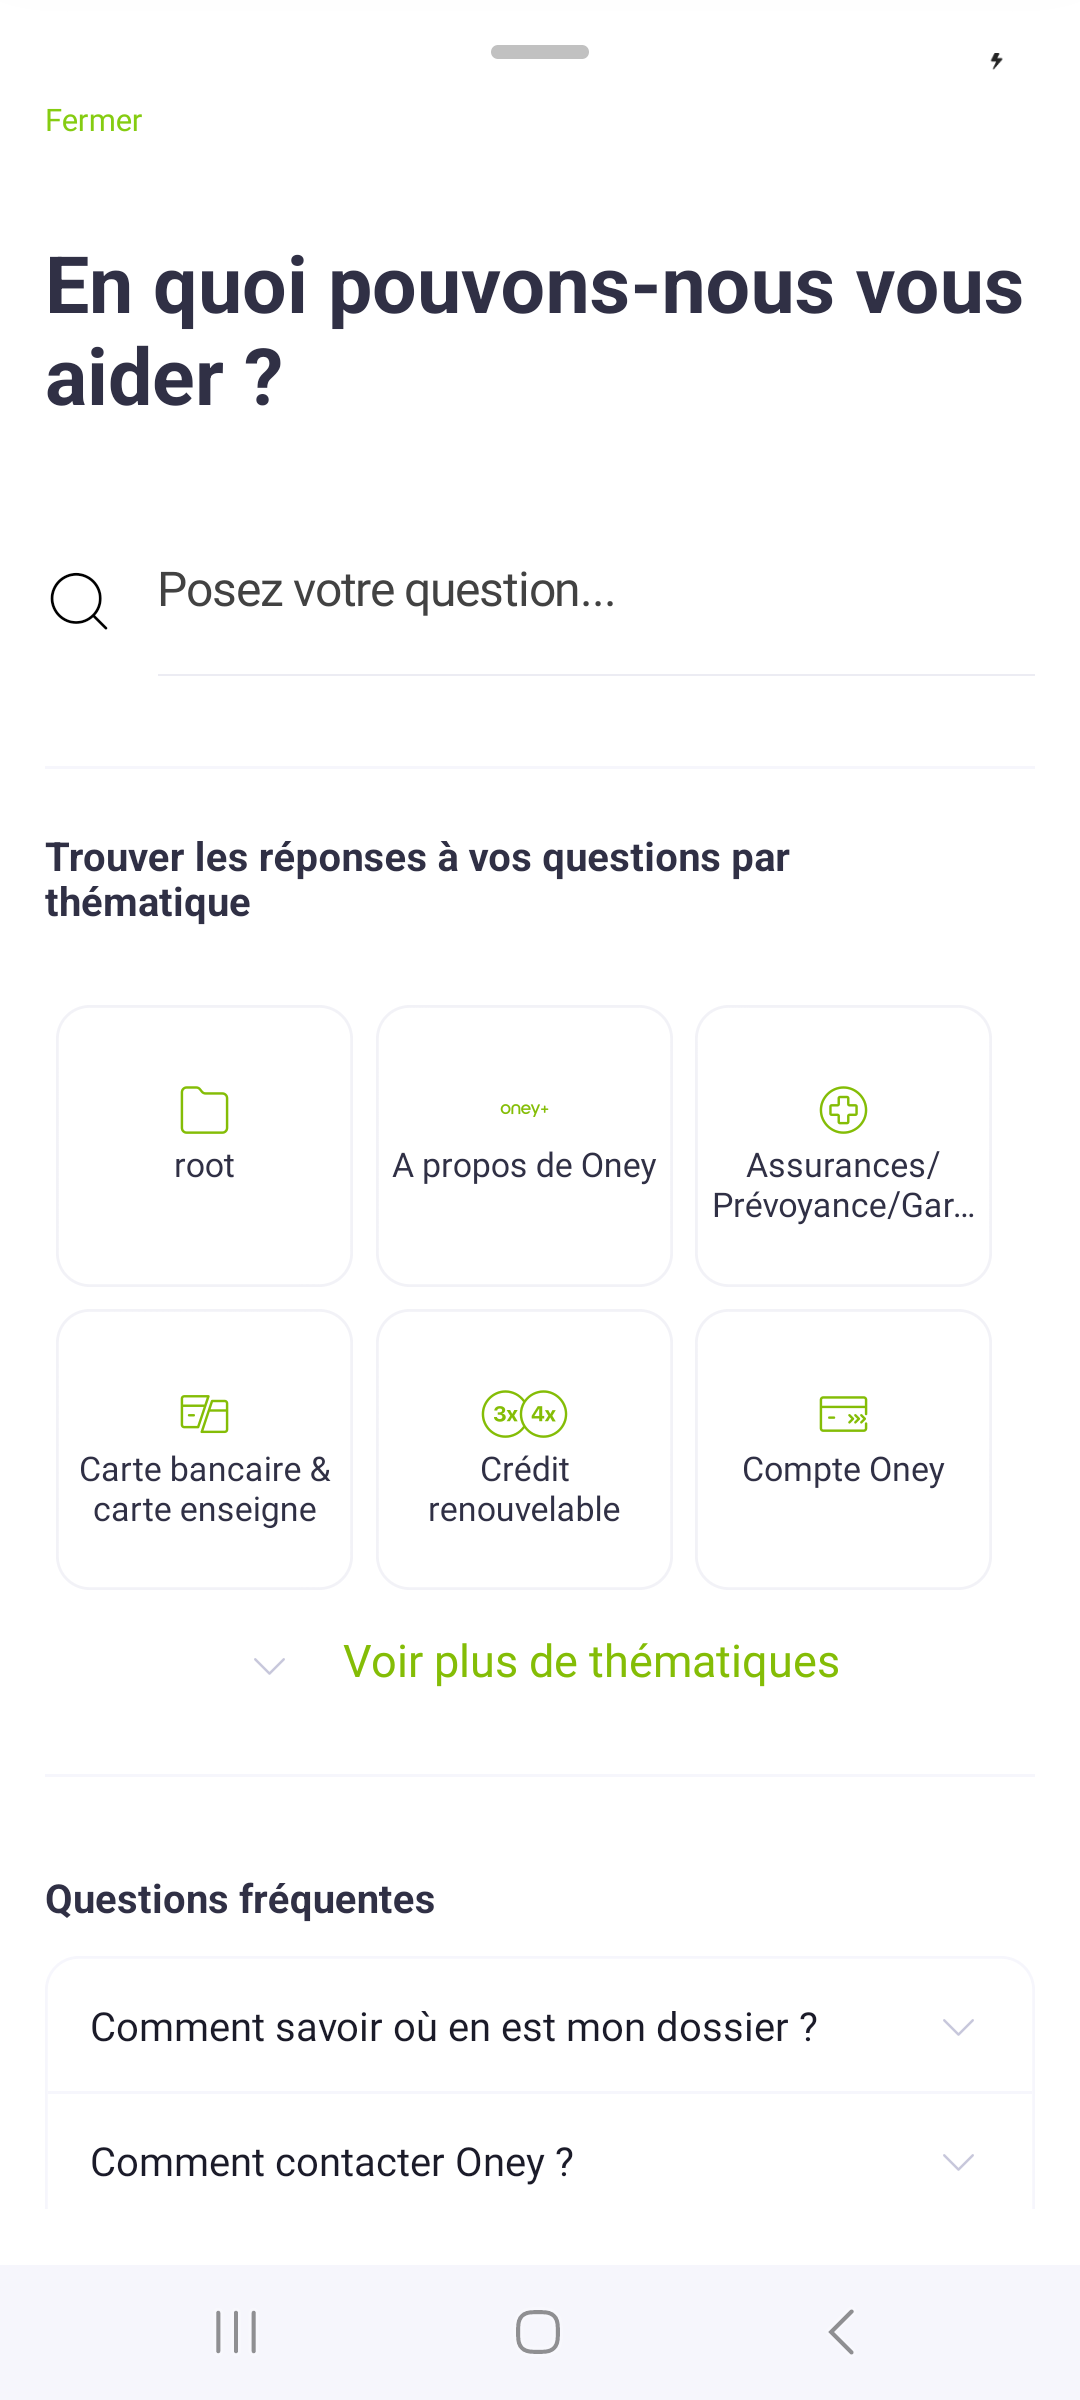 Fermer
En quoi pouvons-nous vous
aider ?
Posez votre question...
Trouver les réponses à vos questions par
thématique
root
oney+
A propos de Oney
Assurances/
Prévoyance/Gar...
Carte bancaire &
carte enseigne
3x 4x
Crédit
renouvelable
Compte Oney
Voir plus de thématiques
Questions fréquentes
Comment savoir où en est mon dossier ?
Comment contacter Oney ?